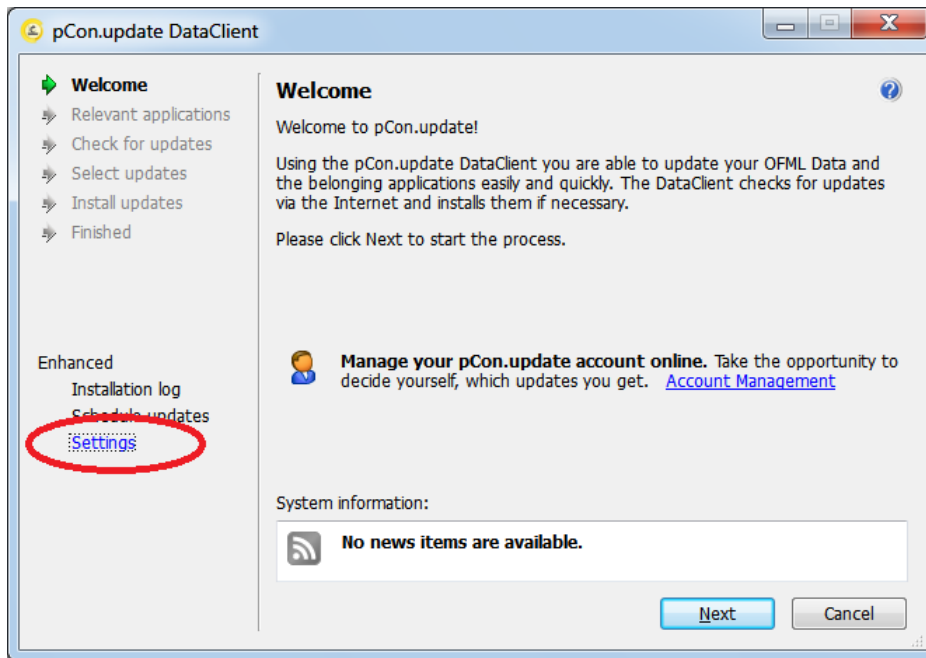 pCon.update DataClient
Welcome
Relevant applications
Check for updates
Select updates
Install updates
Finished
Enhanced
Installation log
Schedule updates
Settings
Welcome
Welcome to pCon.update!
Using the pCon.update DataClient you are able to update your OFML Data and
the belonging applications easily and quickly. The DataClient checks for updates
via the Internet and installs them if necessary.
Please click Next to start the process.
Manage your pCon.update account online. Take the opportunity to
decide yourself, which updates you get. Account Management
System information:
No news items are available.
Next
Cancel